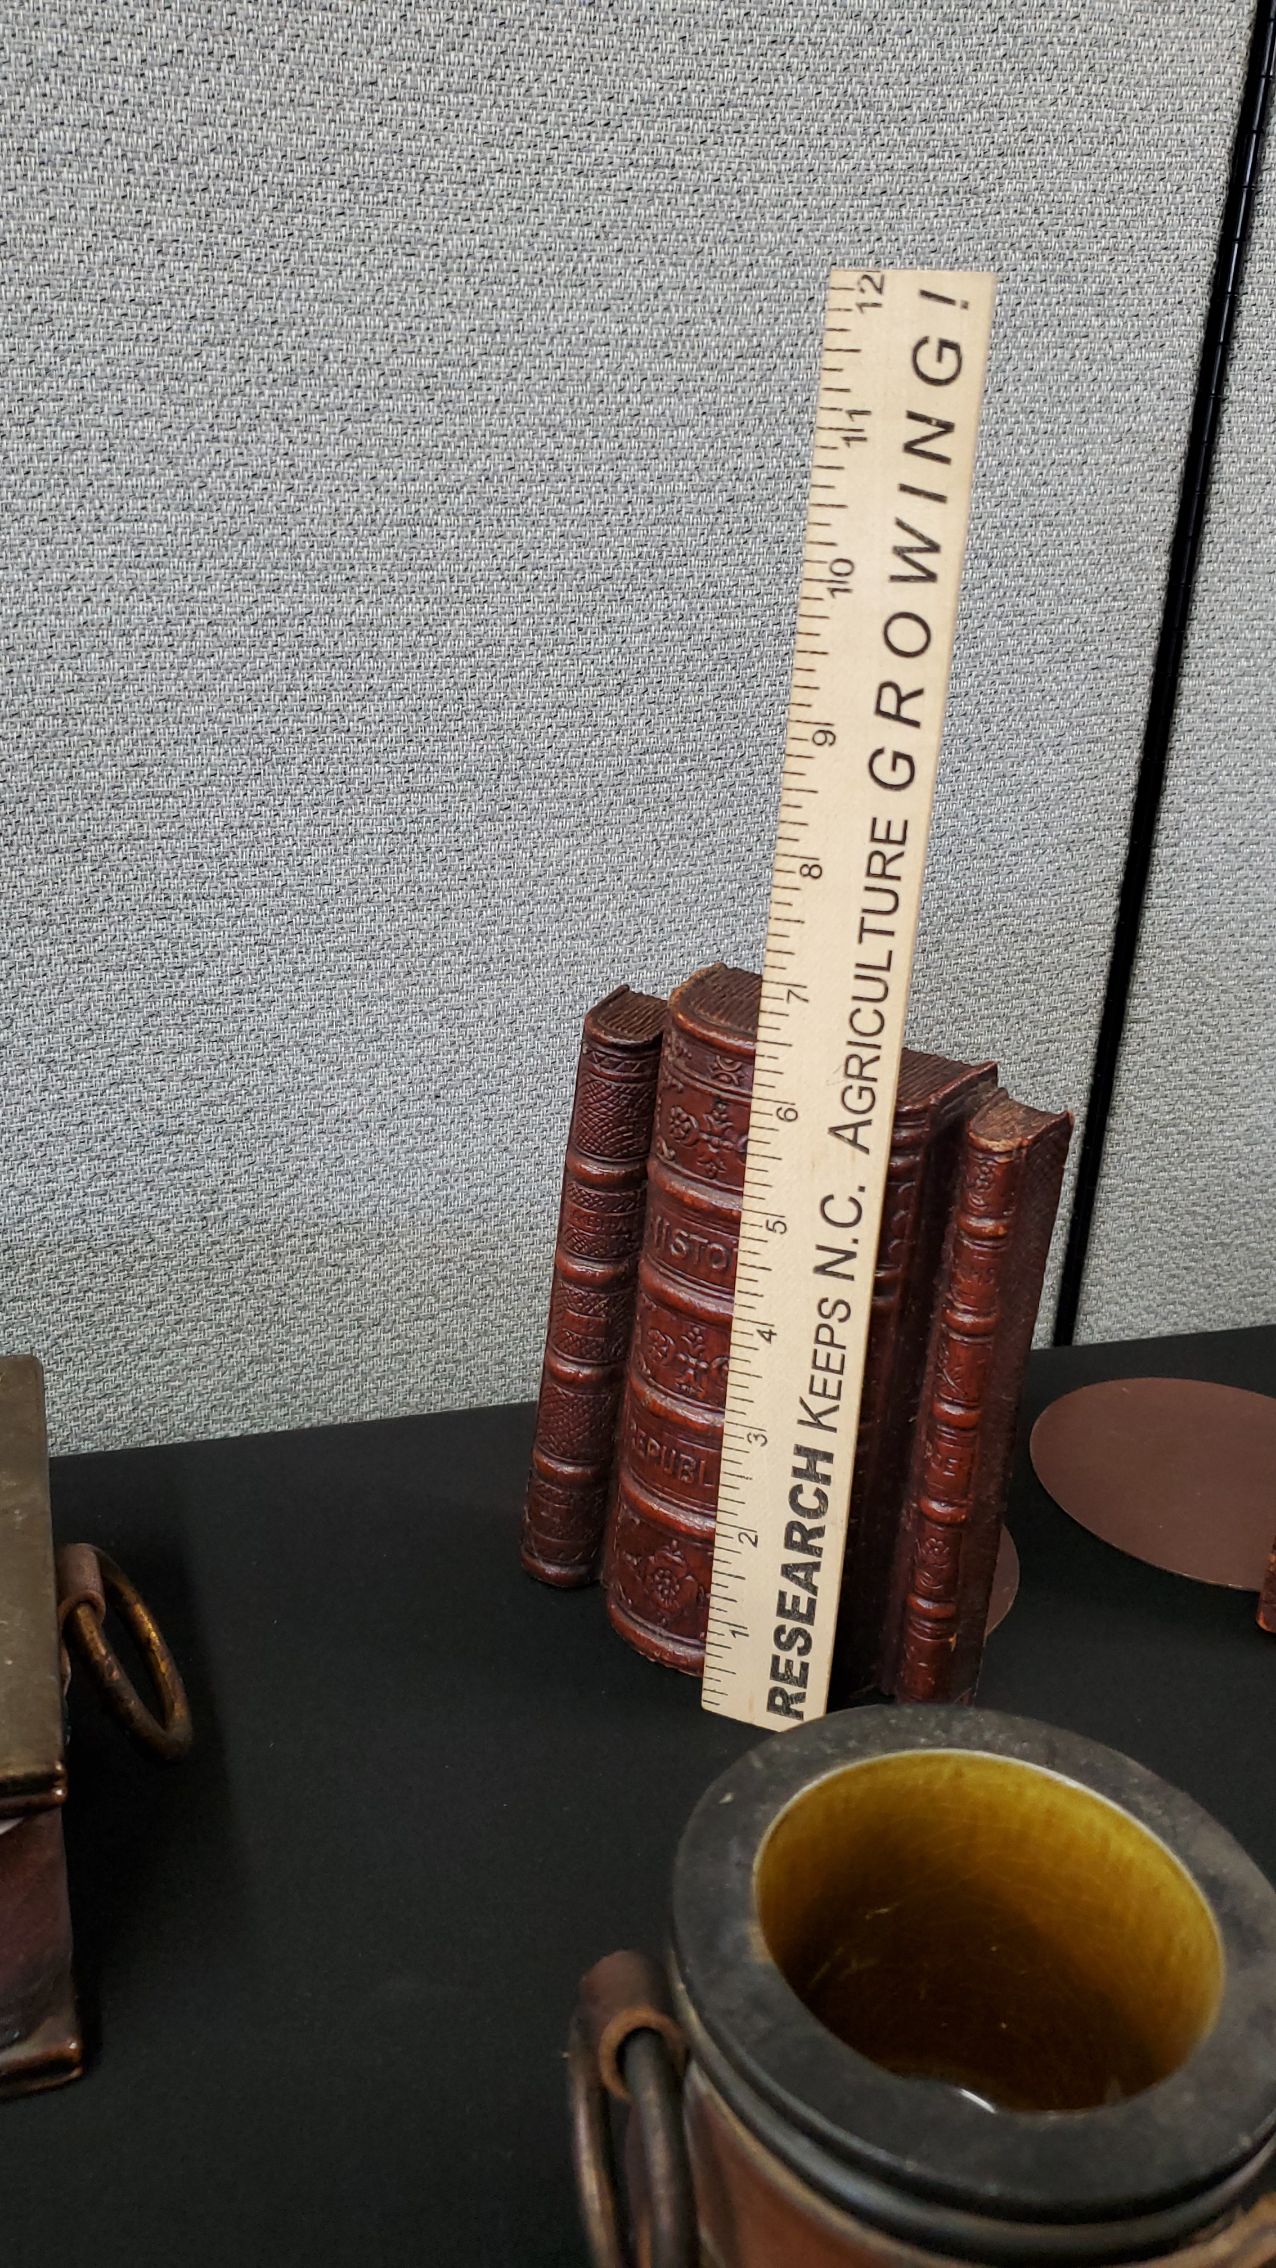 RESEARCH KEEPS N.C. AGRICULTURE GROWING!
1 2 3 4 5 6 7 8 9 10 11 12